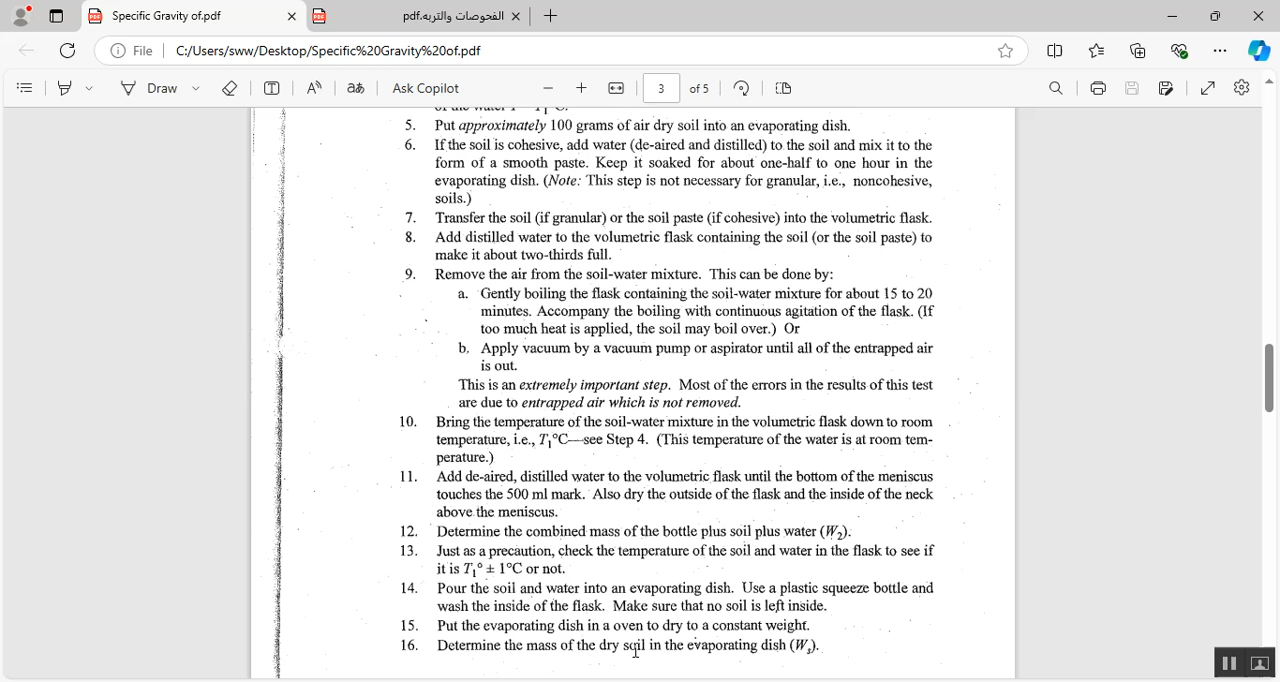 Specific Gravity of.pdf
الفحوصات والتربه.pdf
File
C:/Users/sww/Desktop/Specific%20Gravity%20of.pdf
Draw
aあ
Ask Copilot
3
of 5
5. Put approximately 100 grams of air dry soil into an evaporating dish.
6. If the soil is cohesive, add water (de-aired and distilled) to the soil and mix it to the
form of a smooth paste. Keep it soaked for about one-half to one hour in the
evaporating dish. (Note: This step is not necessary for granular, i.e., noncohesive,
soils.)
7. Transfer the soil (if granular) or the soil paste (if cohesive) into the volumetric flask.
8. Add distilled water to the volumetric flask containing the soil (or the soil paste) to
make it about two-thirds full.
9. Remove the air from the soil-water mixture. This can be done by:
a. Gently boiling the flask containing the soil-water mixture for about 15 to 20
minutes. Accompany the boiling with continuous agitation of the flask. (If
too much heat is applied, the soil may boil over.) Or
b. Apply vacuum by a vacuum pump or aspirator until all of the entrapped air
is out.
This is an extremely important step. Most of the errors in the results of this test
are due to entrapped air which is not removed.
10. Bring the temperature of the soil-water mixture in the volumetric flask down to room
temperature, i.e., T₁°C—see Step 4. (This temperature of the water is at room tem-
perature.)
11. Add de-aired, distilled water to the volumetric flask until the bottom of the meniscus
touches the 500 ml mark. Also dry the outside of the flask and the inside of the neck
above the meniscus.
12. Determine the combined mass of the bottle plus soil plus water (W₂).
13. Just as a precaution, check the temperature of the soil and water in the flask to see if
it is T₁° ± 1°C or not.
14. Pour the soil and water into an evaporating dish. Use a plastic squeeze bottle and
wash the inside of the flask. Make sure that no soil is left inside.
15. Put the evaporating dish in a oven to dry to a constant weight.
16. Determine the mass of the dry soil in the evaporating dish (Wₛ).